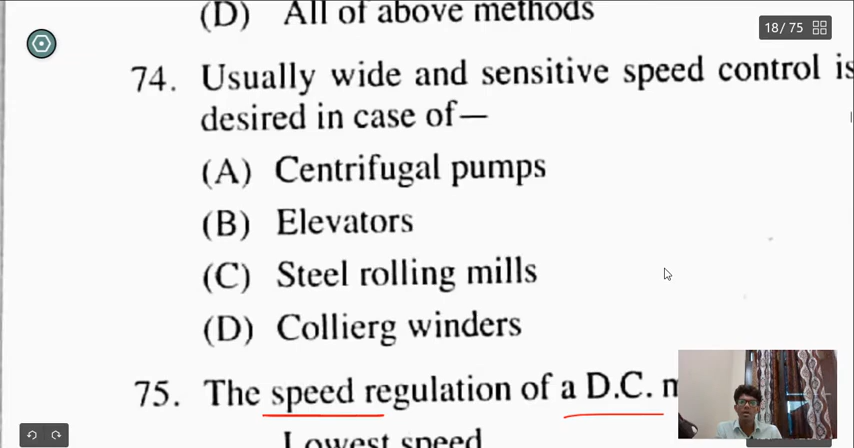 (D) All of above methods
18/75
74. Usually wide and sensitive speed control is
desired in case of—
(A) Centrifugal pumps
(B) Elevators
(C) Steel rolling mills
(D) Collierg winders
75. The speed regulation of a D.C.
Lowest speed